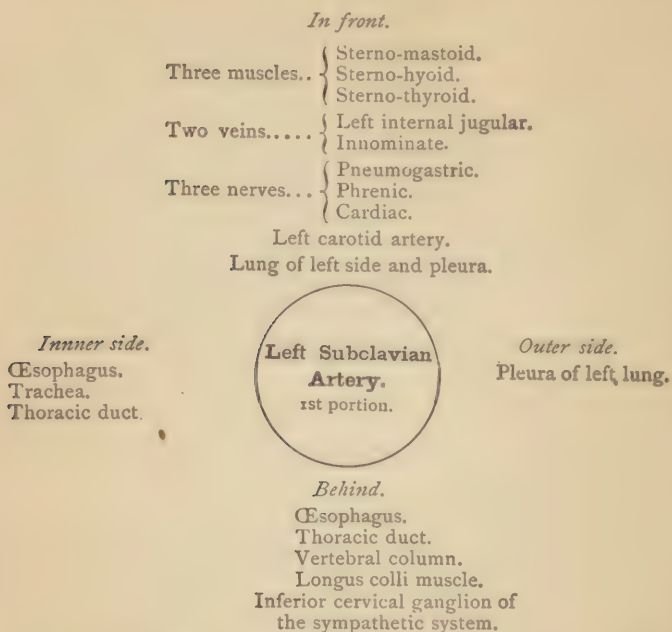 In front.
Three muscles.. { Sterno-mastoid.
Sterno-hyoid.
Sterno-thyroid.
Two veins..... { Left internal jugular.
Innominate.
Three nerves... { Pneumogastric.
Phrenic.
Cardiac.
Left carotid artery.
Lung of left side and pleura.
Innner side.
Œsophagus.
Trachea.
Thoracic duct.
Left Subclavian
Artery.
1st portion.
Outer side.
Pleura of left lung.
Behind.
Œsophagus.
Thoracic duct.
Vertebral column.
Longus colli muscle.
Inferior cervical ganglion of
the sympathetic system.